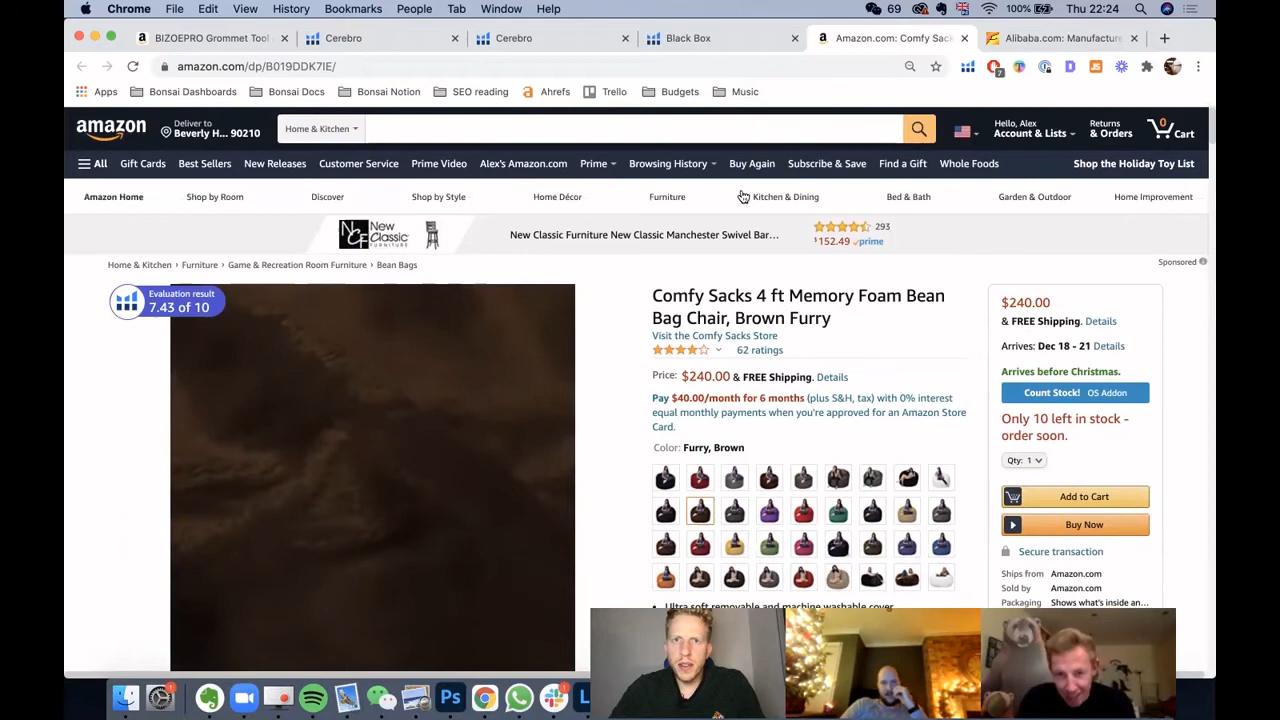 Chrome File Edit View History Bookmarks People Tab Window Help 69 100% Thu 22:24
BIZOEPRO Grommet Tool Cerebro Cerebro Black Box Amazon.com: Comfy Sack Alibaba.com: Manufacture
amazon.com/dp/B019DDK7IE/
Apps Bonsai Dashboards Bonsai Docs Bonsai Notion SEO reading Ahrefs Trello Budgets Music
amazon Deliver to
Beverly H... 90210
Home & Kitchen
Hello, Alex
Account & Lists
Returns
& Orders
0
Cart
All Gift Cards Best Sellers New Releases Customer Service Prime Video Alex's Amazon.com Prime Browsing History Buy Again Subscribe & Save Find a Gift Whole Foods Shop the Holiday Toy List
Amazon Home Shop by Room Discover Shop by Style Home Décor Furniture Kitchen & Dining Bed & Bath Garden & Outdoor Home Improvement
NCF New
Classic
FURNITURE
New Classic Furniture New Classic Manchester Swivel Bar…
293
$152.49 prime
Sponsored
Home & Kitchen › Furniture › Game & Recreation Room Furniture › Bean Bags
Evaluation result
7.43 of 10
Comfy Sacks 4 ft Memory Foam Bean
Bag Chair, Brown Furry
Visit the Comfy Sacks Store
62 ratings
Price: $240.00 & FREE Shipping. Details
Pay $40.00/month for 6 months (plus S&H, tax) with 0% interest
equal monthly payments when you're approved for an Amazon Store
Card.
Color: Furry, Brown
Ultra soft removable and machine washable cover
$240.00
& FREE Shipping. Details
Arrives: Dec 18 - 21 Details
Arrives before Christmas.
Count Stock! OS Addon
Only 10 left in stock -
order soon.
Qty: 1
Add to Cart
Buy Now
Secure transaction
Ships from Amazon.com
Sold by Amazon.com
Packaging Shows what's inside an…
Ps